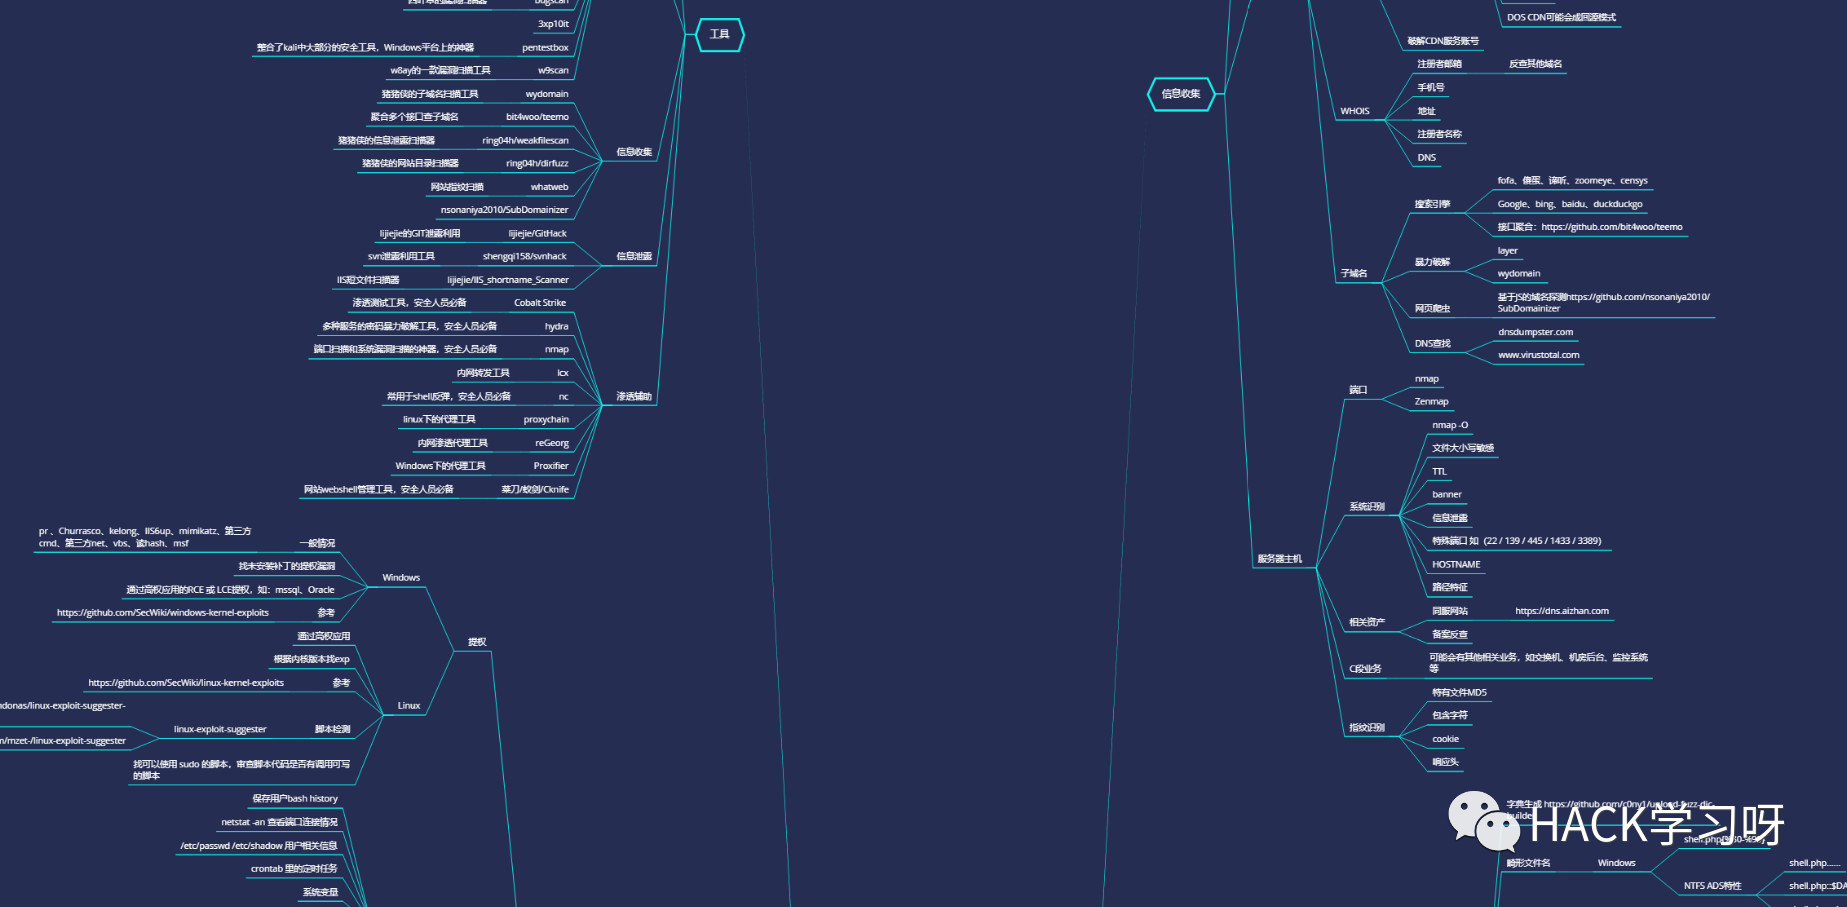 bugscan
3xp10it
整合了kali中大部分的安全工具，Windows平台上的神器 pentestbox
w8ay的一款漏洞扫描工具 w9scan
工具
猪猪侠的子域名扫描工具 wydomain
聚合多个接口查子域名 bit4woo/teemo
猪猪侠的信息泄露扫描器 ring04h/weakfilescan
猪猪侠的网站目录扫描器 ring04h/dirfuzz
网站指纹扫描 whatweb
nsonaniya2010/SubDomainizer
信息收集
lijiejie的GIT泄露利用 lijiejie/GitHack
svn泄露利用工具 shengqi158/svnhack
IIS短文件扫描器 lijiejie/IIS_shortname_Scanner
信息泄露
渗透测试工具，安全人员必备 Cobalt Strike
多种服务的密码暴力破解工具，安全人员必备 hydra
端口扫描和系统漏洞扫描的神器，安全人员必备 nmap
内网转发工具 lcx
常用于shell反弹，安全人员必备 nc
linux下的代理工具 proxychain
内网渗透代理工具 reGeorg
Windows下的代理工具 Proxifier
网站webshell管理工具，安全人员必备 菜刀/蚁剑/Cknife
渗透辅助
pr 、Churrasco、kelong、IIS6up、mimikatz、第三方
cmd、第三方net、vbs、读hash、msf
一般情况
找未安装补丁的提权漏洞
通过高权应用的RCE 或 LCE提权，如：mssql、Oracle
https://github.com/SecWiki/windows-kernel-exploits 参考
Windows
提权
通过高权应用
根据内核版本找exp
https://github.com/SecWiki/linux-kernel-exploits 参考
Linux
ndonas/linux-exploit-suggester-
m/mzet-/linux-exploit-suggester
linux-exploit-suggester 脚本检测
找可以使用 sudo 的脚本，审查脚本代码是否有调用可写
的脚本
保存用户bash history
netstat -an 查看端口连接情况
/etc/passwd /etc/shadow 用户相关信息
crontab 里的定时任务
系统变量
DOS CDN可能会成回源模式
破解CDN服务账号
信息收集
WHOIS
注册者邮箱 反查其他域名
手机号
地址
注册者名称
DNS
子域名
搜索引擎
fofa、傻蛋、谛听、zoomeye、censys
Google、bing、baidu、duckduckgo
接口聚合：https://github.com/bit4woo/teemo
暴力破解
layer
wydomain
网页爬虫
基于JS的域名探测https://github.com/nsonaniya2010/
SubDomainizer
DNS查找
dnsdumpster.com
www.virustotal.com
服务器主机
端口
nmap
Zenmap
系统识别
nmap -O
文件大小写敏感
TTL
banner
信息泄露
特殊端口 如（22 / 139 / 445 / 1433 / 3389）
HOSTNAME
路径特征
相关资产
同服网站 https://dns.aizhan.com
备案反查
C段业务
可能会有其他相关业务，如交换机、机房后台、监控系统
等
指纹识别
特有文件MD5
包含字符
cookie
响应头
字典生成 https://github.com/c0ny1/upload-fuzz-dic-
builder
HACK学习呀
畸形文件名 Windows
NTFS ADS特性
shell.php......
shell.php::$DA